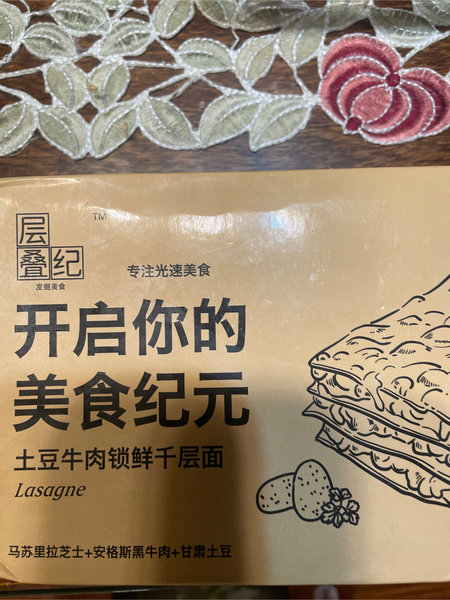 层叠纪
TM
发掘美食
专注光速美食
开启你的
美食纪元
土豆牛肉锁鲜千层面
Lasagne
马苏里拉芝士+安格斯黑牛肉+甘肃土豆